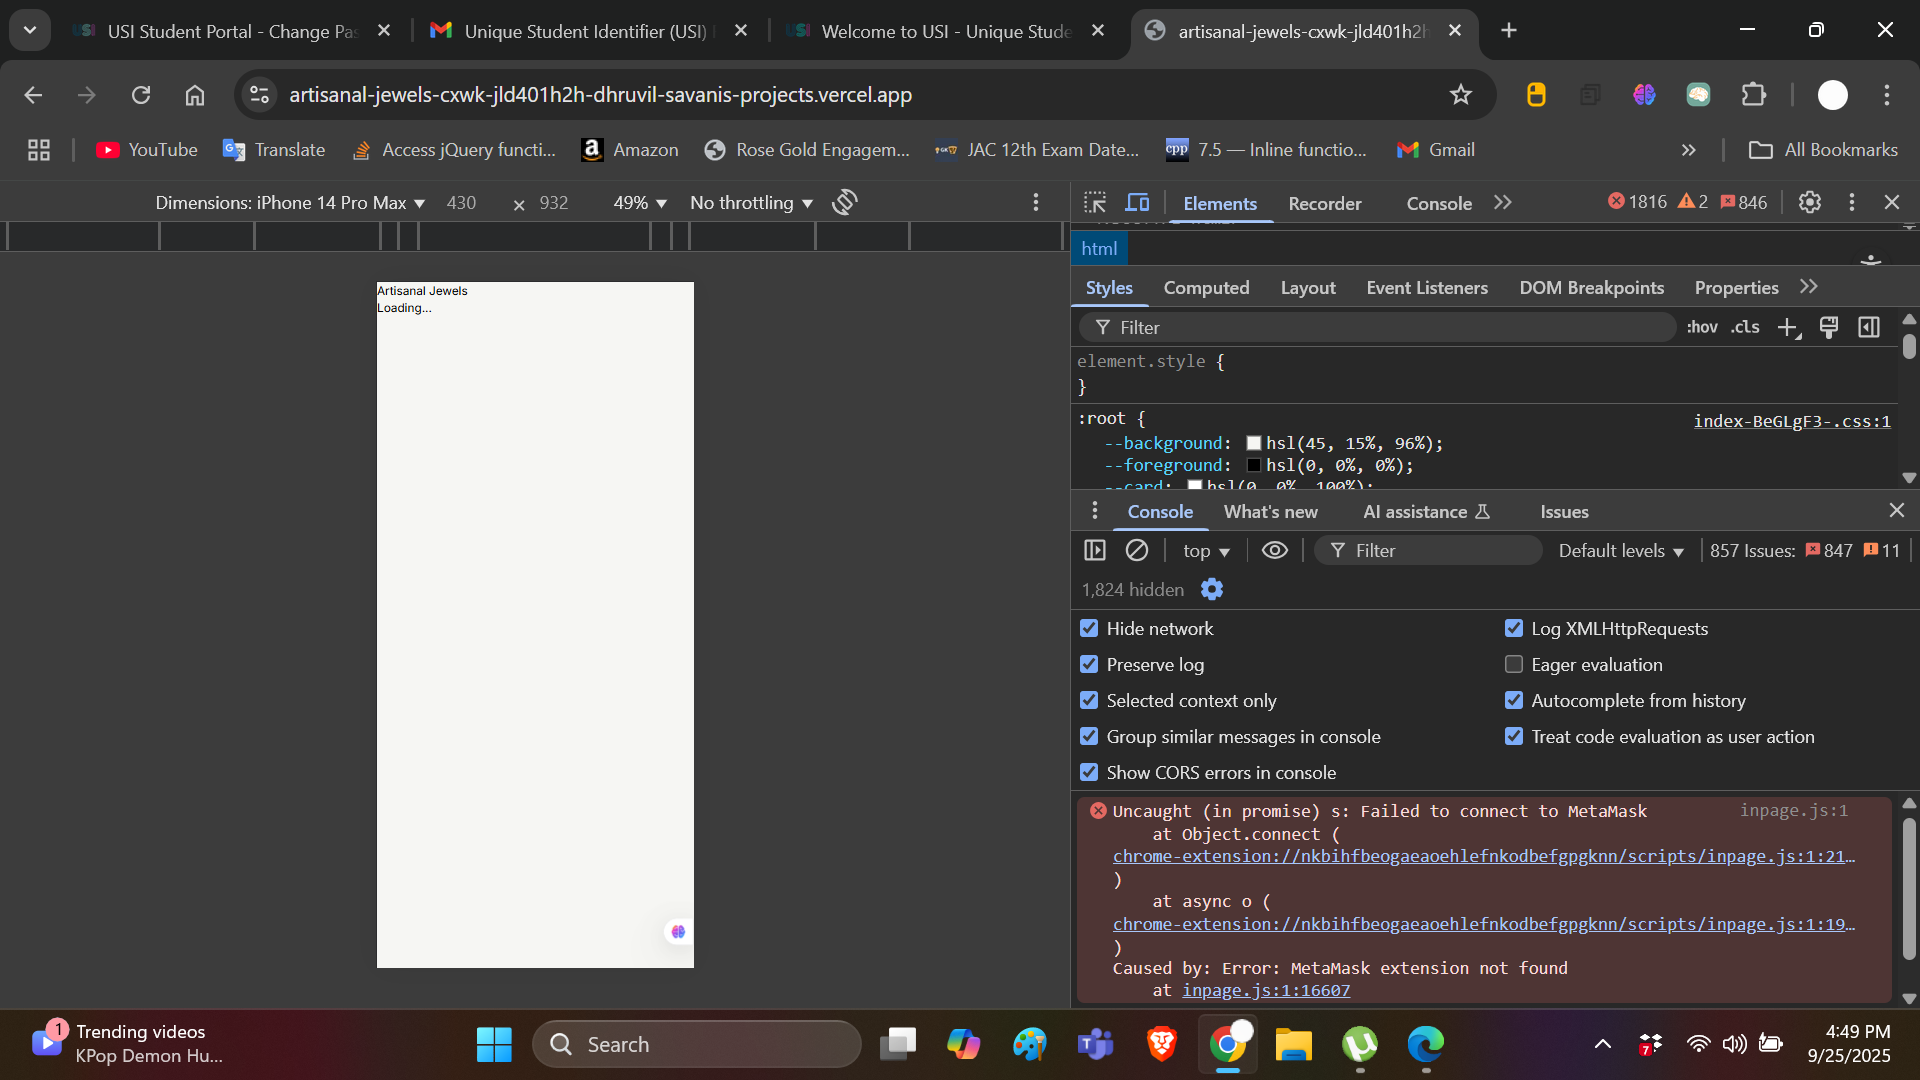 USI Student Portal - Change Pas
Unique Student Identifier (USI)
Welcome to USI - Unique Stude
artisanal-jewels-cxwk-jld401h2h
artisanal-jewels-cxwk-jld401h2h-dhruvil-savanis-projects.vercel.app
YouTube
Translate
Access jQuery functi...
Amazon
Rose Gold Engagem...
JAC 12th Exam Date...
7.5 — Inline functio...
Gmail
All Bookmarks
Dimensions: iPhone 14 Pro Max 430 × 932 49% No throttling
Elements Recorder Console 1816 2 846
html
Styles Computed Layout Event Listeners DOM Breakpoints Properties
Filter :hov .cls
element.style {
}
:root { index-BeGLgF3-.css:1
--background: hsl(45, 15%, 96%);
--foreground: hsl(0, 0%, 0%);
--card: hsl(0, 0%, 100%);
Artisanal Jewels
Loading...
Console What's new AI assistance Issues
top Filter Default levels 857 Issues: 847 11
1,824 hidden
Hide network Log XMLHttpRequests
Preserve log Eager evaluation
Selected context only Autocomplete from history
Group similar messages in console Treat code evaluation as user action
Show CORS errors in console
Uncaught (in promise) s: Failed to connect to MetaMask inpage.js:1
at Object.connect (
chrome-extension://nkbihfbeogaeaoehlefnkodbefgpgknn/scripts/inpage.js:1:21…
)
at async o (
chrome-extension://nkbihfbeogaeaoehlefnkodbefgpgknn/scripts/inpage.js:1:19…
)
Caused by: Error: MetaMask extension not found
at inpage.js:1:16607
1
Trending videos
KPop Demon Hu...
Search
7
4:49 PM
9/25/2025